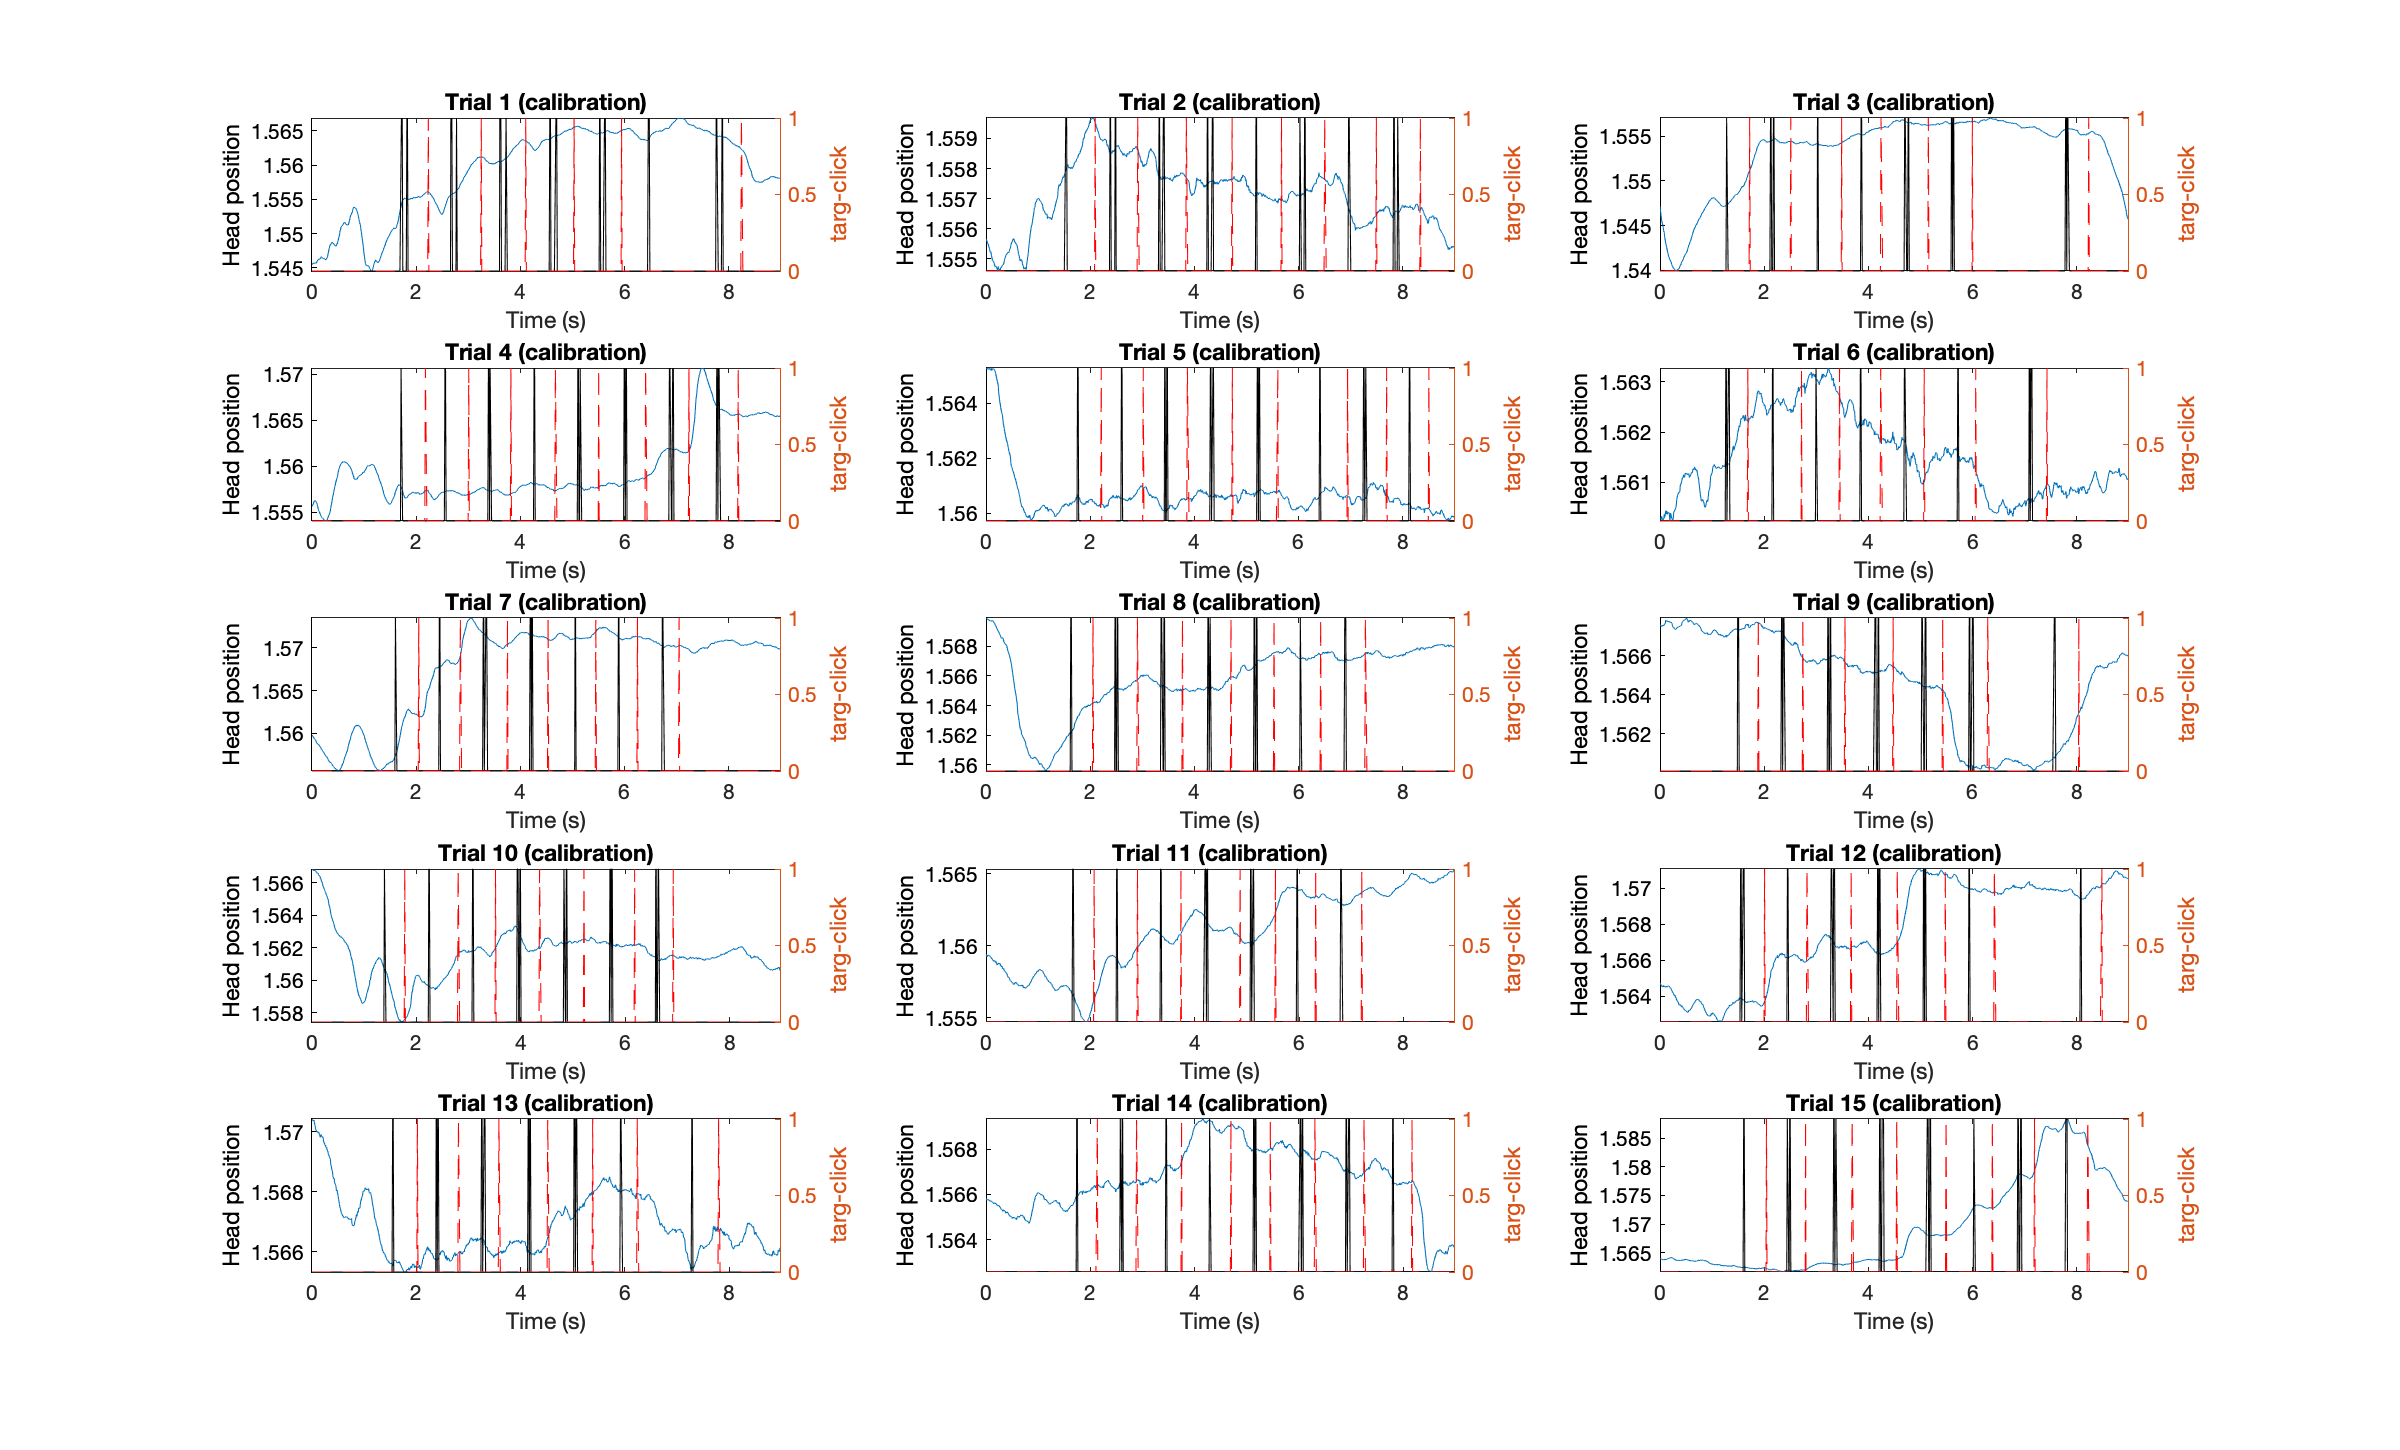 Trial 1 (calibration)
Head position
1.565
1.56
1.555
1.55
1.545
1
0.5
0
targ-click
0 2 4 6 8
Time (s)
Trial 2 (calibration)
Head position
1.559
1.558
1.557
1.556
1.555
1
0.5
0
targ-click
0 2 4 6 8
Time (s)
Trial 3 (calibration)
Head position
1.555
1.55
1.545
1.54
1
0.5
0
targ-click
0 2 4 6 8
Time (s)
Trial 4 (calibration)
Head position
1.57
1.565
1.56
1.555
1
0.5
0
targ-click
0 2 4 6 8
Time (s)
Trial 5 (calibration)
Head position
1.564
1.562
1.56
1
0.5
0
targ-click
0 2 4 6 8
Time (s)
Trial 6 (calibration)
Head position
1.563
1.562
1.561
1
0.5
0
targ-click
0 2 4 6 8
Time (s)
Trial 7 (calibration)
Head position
1.57
1.565
1.56
1
0.5
0
targ-click
0 2 4 6 8
Time (s)
Trial 8 (calibration)
Head position
1.568
1.566
1.564
1.562
1.56
1
0.5
0
targ-click
0 2 4 6 8
Time (s)
Trial 9 (calibration)
Head position
1.566
1.564
1.562
1
0.5
0
targ-click
0 2 4 6 8
Time (s)
Trial 10 (calibration)
Head position
1.566
1.564
1.562
1.56
1.558
1
0.5
0
targ-click
0 2 4 6 8
Time (s)
Trial 11 (calibration)
Head position
1.565
1.56
1.555
1
0.5
0
targ-click
0 2 4 6 8
Time (s)
Trial 12 (calibration)
Head position
1.57
1.568
1.566
1.564
1
0.5
0
targ-click
0 2 4 6 8
Time (s)
Trial 13 (calibration)
Head position
1.57
1.568
1.566
1
0.5
0
targ-click
0 2 4 6 8
Time (s)
Trial 14 (calibration)
Head position
1.568
1.566
1.564
1
0.5
0
targ-click
0 2 4 6 8
Time (s)
Trial 15 (calibration)
Head position
1.585
1.58
1.575
1.57
1.565
1
0.5
0
targ-click
0 2 4 6 8
Time (s)